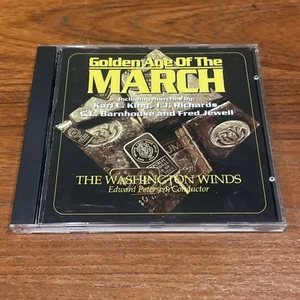 Golden Age Of The
MARCH
Including marches by:
Karl L. King, J.J. Richards,
C.L. Barnhouse and Fred Jewell
THE WASHINGTON WINDS
Edward Petersen, Conductor